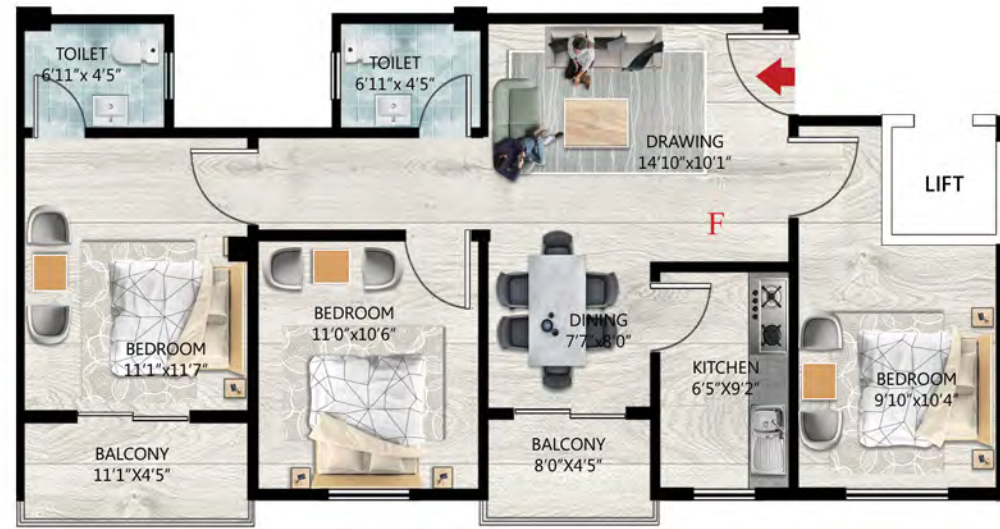 TOILET
6'11"x 4'5"
TOILET
6'11"x 4'5"
DRAWING
14'10"x10'1"
LIFT
F
BEDROOM
11'0"x10'6"
DINING
7'7"x8'0"
BEDROOM
11'1"x11'7"
KITCHEN
6'5"X9'2"
BEDROOM
9'10"x10'4"
BALCONY
11'1"X4'5"
BALCONY
8'0"X4'5"